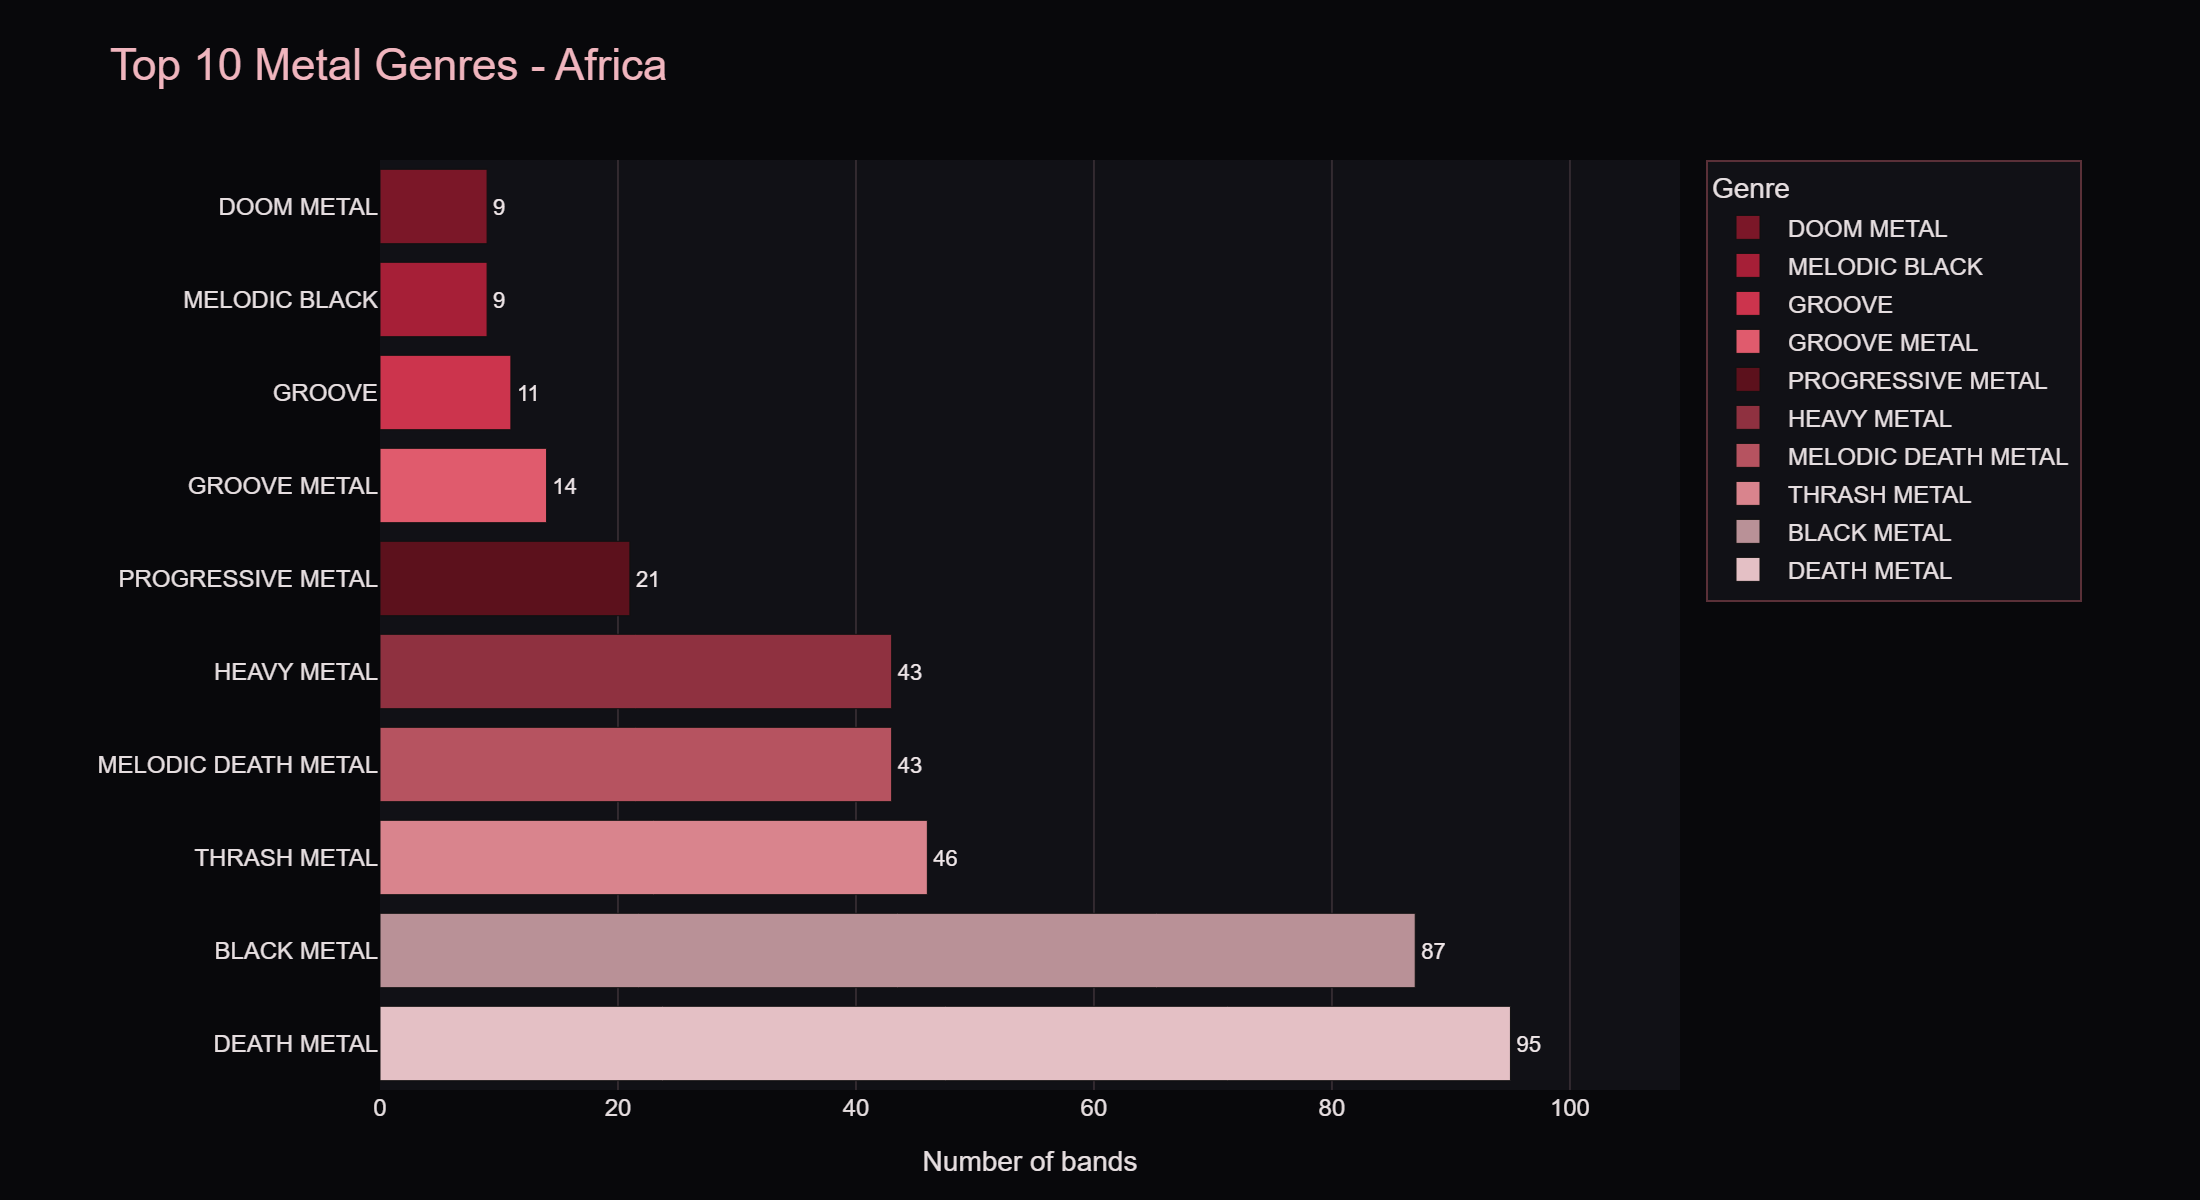 Top 10 Metal Genres - Africa
DOOM METAL 9
MELODIC BLACK 9
GROOVE 11
GROOVE METAL 14
PROGRESSIVE METAL 21
HEAVY METAL 43
MELODIC DEATH METAL 43
THRASH METAL 46
BLACK METAL 87
DEATH METAL 95
0 20 40 60 80 100
Number of bands
Genre
DOOM METAL
MELODIC BLACK
GROOVE
GROOVE METAL
PROGRESSIVE METAL
HEAVY METAL
MELODIC DEATH METAL
THRASH METAL
BLACK METAL
DEATH METAL